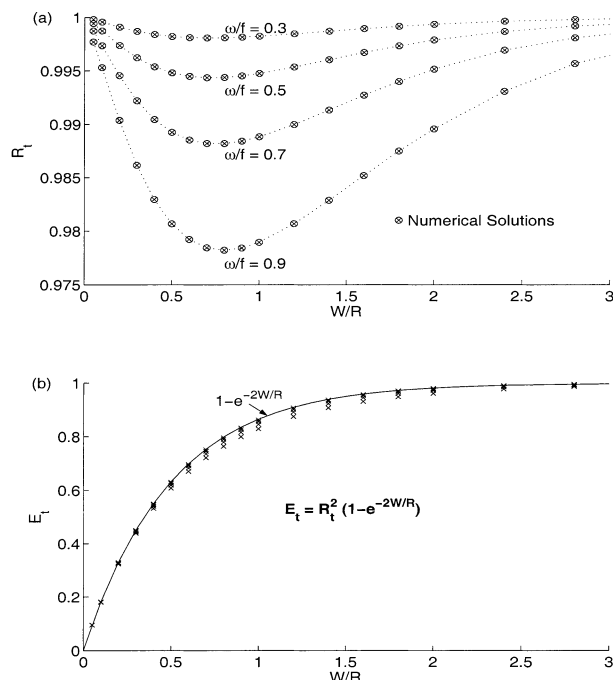 (a)
1
0.995
0.99
0.985
0.98
0.975
R_t
ω/f = 0.3
ω/f = 0.5
ω/f = 0.7
ω/f = 0.9
⊗ Numerical Solutions
0 0.5 1 1.5 2 2.5 3
W/R
(b)
1
0.8
0.6
0.4
0.2
0
E_t
1−e^{−2W/R}
E_t = R_t^2 (1−e^{−2W/R})
0 0.5 1 1.5 2 2.5 3
W/R